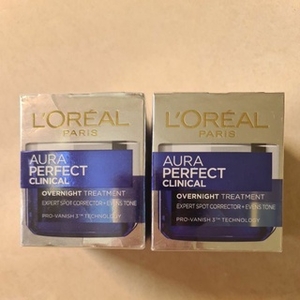 L'ORÉAL
PARIS
AURA
PERFECT
CLINICAL
OVERNIGHT TREATMENT
EXPERT SPOT CORRECTOR + EVENS TONE
PRO-VANISH 3™ TECHNOLOGY
L'ORÉAL
PARIS
AURA
PERFECT
CLINICAL
OVERNIGHT TREATMENT
EXPERT SPOT CORRECTOR + EVENS TONE
PRO-VANISH 3™ TECHNOLOGY